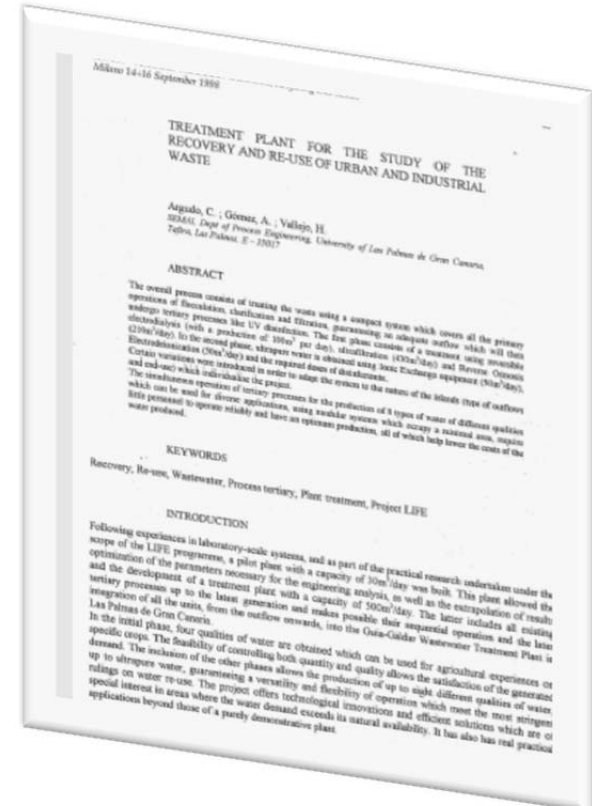 Milano 14÷16 September 1998
TREATMENT PLANT FOR THE STUDY OF THE
RECOVERY AND RE-USE OF URBAN AND INDUSTRIAL
WASTE
Argudo, C. ; Gómez, A. ; Vallejo, H.
SEMAI. Dept of Process Engineering, University of Las Palmas de Gran Canaria,
Tafira, Las Palmas, E - 35017
ABSTRACT
The overall process consists of treating the waste using a compact system which covers all the primary
operations of flocculation, clarification and filtration, guaranteeing an adequate outflow which will then
undergo tertiary processes like UV disinfection. The first phase consists of a treatment using reversible
electrodialysis (with a production of 100m³ per day), ultrafiltration (430m³/day) and Reverse Osmosis
(210m³/day). In the second phase, ultrapure water is obtained using Ionic Exchange equipment (50m³/day),
Electrodeionization (50m³/day) and the required doses of disinfectants.
Certain variations were introduced in order to adapt the system to the nature of the islands (type of outflows
and end-use) which individualise the project.
The simultaneous operation of tertiary processes for the production of 8 types of water of different qualities
which can be used for diverse applications, using modular systems which occupy a minimal area, require
little personnel to operate reliably and have an optimum production, all of which help lower the costs of the
water produced.
KEYWORDS
Recovery, Re-use, Wastewater, Process tertiary, Plant treatment, Project LIFE
INTRODUCTION
Following experiences in laboratory-scale systems, and as part of the practical research undertaken under the
scope of the LIFE programme, a pilot plant with a capacity of 30m³/day was built. This plant allowed the
optimization of the parameters necessary for the engineering analysis, as well as the extrapolation of results
and the development of a treatment plant with a capacity of 500m³/day. The latter includes all existing
tertiary processes up to the latest generation and makes possible their sequential operation and the later
integration of all the units, from the outflow onwards, into the Guía-Gáldar Wastewater Treatment Plant in
Las Palmas de Gran Canaria.
In the initial phase, four qualities of water are obtained which can be used for agricultural experiences or
specific crops. The feasibility of controlling both quantity and quality allows the satisfaction of the generated
demand. The inclusion of the other phases allows the production of up to eight different qualities of water,
up to ultrapure water, guaranteeing a versatility and flexibility of operation which meet the most stringent
rulings on water re-use. The project offers technological innovations and efficient solutions which are of
special interest in areas where the water demand exceeds its natural availability. It has also has real practical
applications beyond those of a purely demonstrative plant.